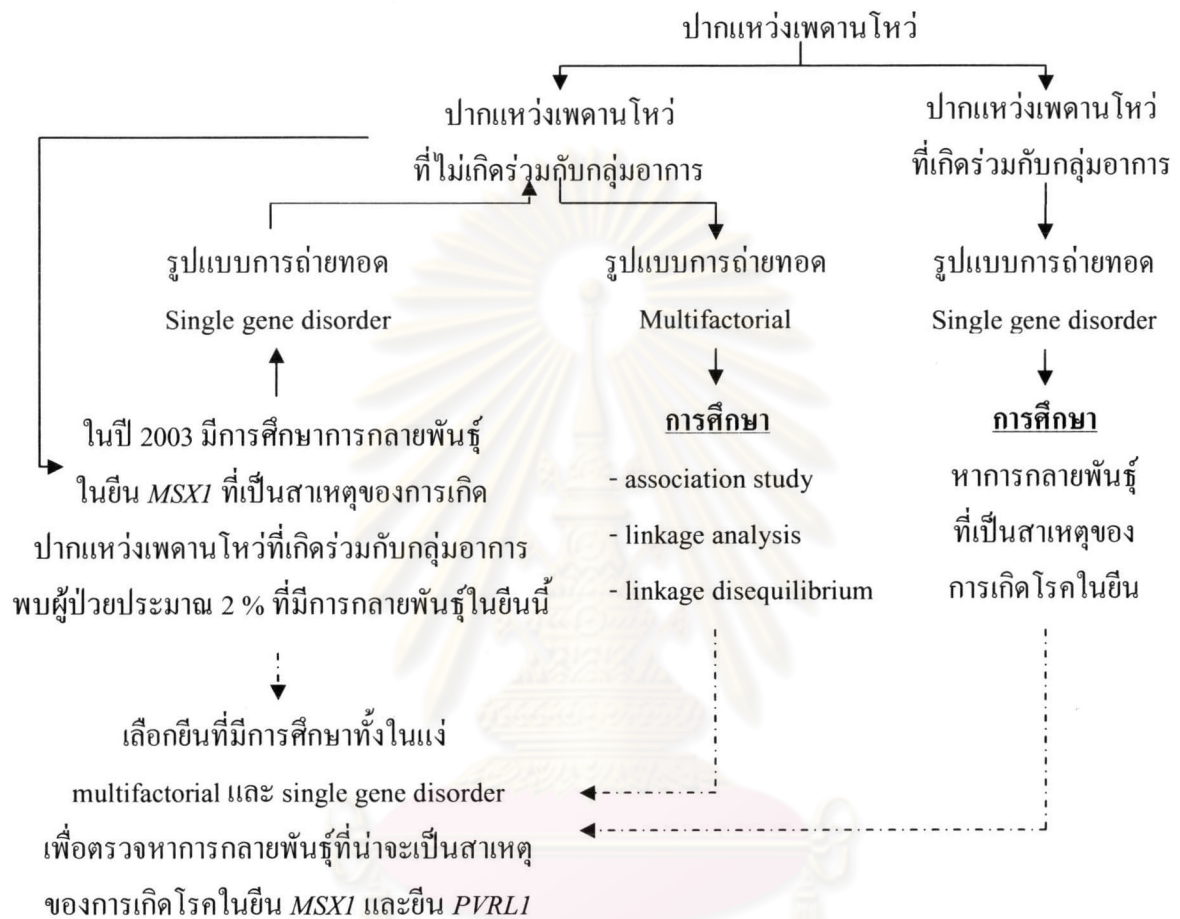 ปากแหว่งเพดานโหว่
ปากแหว่งเพดานโหว่
ที่ไม่เกิดร่วมกับกลุ่มอาการ
ปากแหว่งเพดานโหว่
ที่เกิดร่วมกับกลุ่มอาการ
รูปแบบการถ่ายทอด
Single gene disorder
รูปแบบการถ่ายทอด
Multifactorial
รูปแบบการถ่ายทอด
Single gene disorder
ในปี 2003 มีการศึกษาการกลายพันธุ์
ในยีน MSX1 ที่เป็นสาเหตุของการเกิด
ปากแหว่งเพดานโหว่ที่เกิดร่วมกับกลุ่มอาการ
พบผู้ป่วยประมาณ 2 % ที่มีการกลายพันธุ์ในยีนนี้
การศึกษา
- association study
- linkage analysis
- linkage disequilibrium
การศึกษา
หาการกลายพันธุ์
ที่เป็นสาเหตุของ
การเกิดโรคในยีน
เลือกยีนที่มีการศึกษาทั้งในแง่
multifactorial และ single gene disorder
เพื่อตรวจหาการกลายพันธุ์ที่น่าจะเป็นสาเหตุ
ของการเกิดโรคในยีน MSX1 และยีน PVRL1